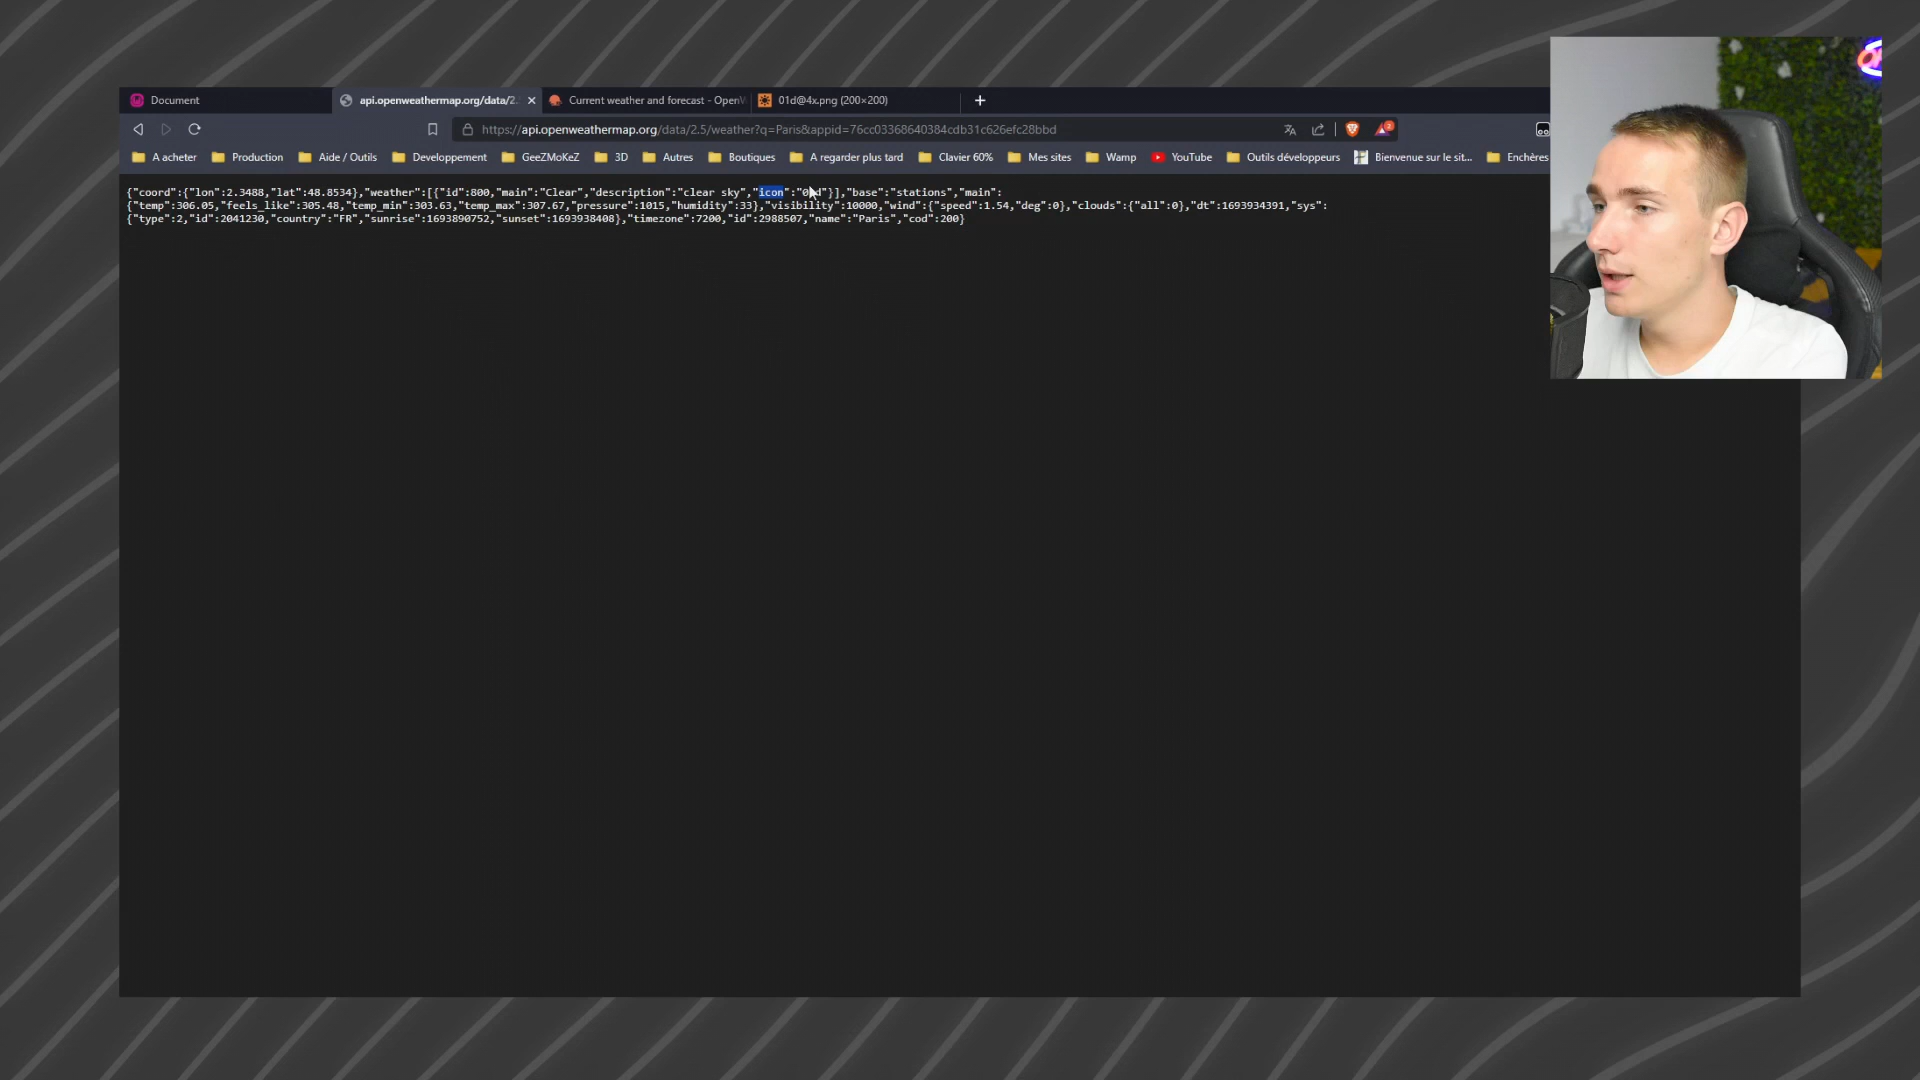 Document
api.openweathermap.org/data/2.
Current weather and forecast - OpenW
01d@4x.png (200×200)
https://api.openweathermap.org/data/2.5/weather?q=Paris&appid=76cc03368640384cdb31c626efc28bbd
2
A acheter
Production
Aide / Outils
Developpement
GeeZMoKeZ
3D
Autres
Boutiques
A regarder plus tard
Clavier 60%
Mes sites
Wamp
YouTube
Outils développeurs
Bienvenue sur le sit...
Enchères
{"coord":{"lon":2.3488,"lat":48.8534},"weather":[{"id":800,"main":"Clear","description":"clear sky","icon":"01d"}],"base":"stations","main":
{"temp":306.05,"feels_like":305.48,"temp_min":303.63,"temp_max":307.67,"pressure":1015,"humidity":33},"visibility":10000,"wind":{"speed":1.54,"deg":0},"clouds":{"all":0},"dt":1693934391,"sys":
{"type":2,"id":2041230,"country":"FR","sunrise":1693890752,"sunset":1693938408},"timezone":7200,"id":2988507,"name":"Paris","cod":200}